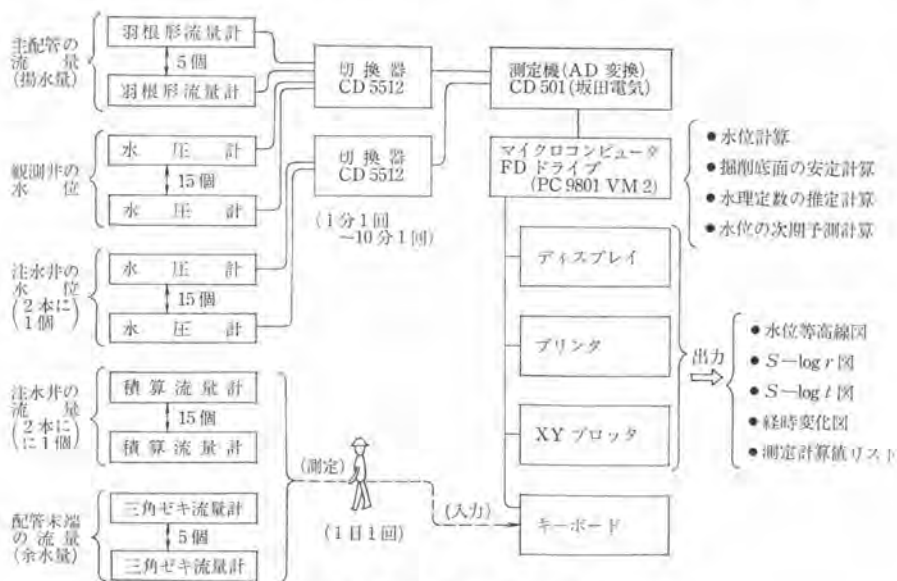 主配管の
流量
(揚水量)
羽根形流量計
5個
羽根形流量計
観測井の
水位
水圧計
15個
水圧計
注水井の
水位
(2本に
1個)
水圧計
15個
水圧計
注水井の
流量
(2本に
に1個)
積算流量計
15個
積算流量計
配管末端
の流量
(余水量)
三角ゼキ流量計
5個
三角ゼキ流量計
切換器
CD 5512
切換器
CD 5512
(1分1回
~10分1回)
(測定)
(1日1回)
(入力)
測定機(AD変換)
CD 501(坂田電気)
マイクロコンピュータ
FDドライブ
(PC 9801 VM 2)
ディスプレイ
プリンタ
XYプロッタ
キーボード
●水位計算
●掘削底面の安定計算
●水理定数の推定計算
●水位の次期予測計算
出力
●水位等高線図
●S-log r図
●S-log t図
●経時変化図
●測定計算値リスト